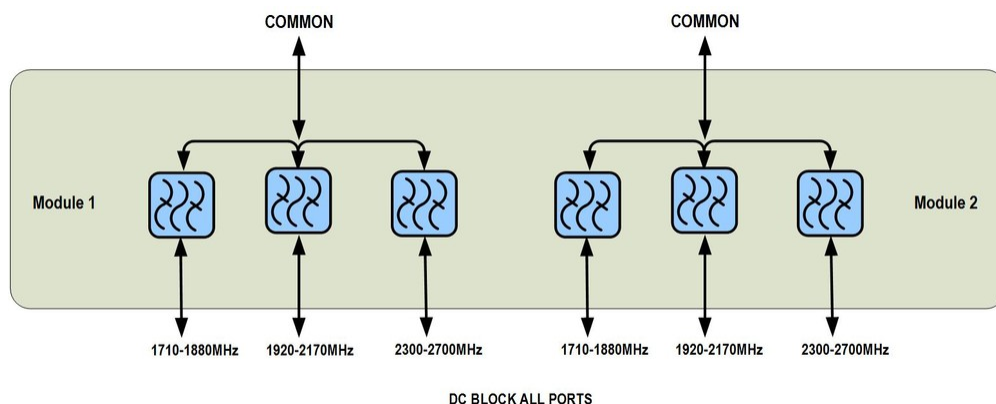 COMMON COMMON
Module 1 Module 2
1710-1880MHz 1920-2170MHz 2300-2700MHz 1710-1880MHz 1920-2170MHz 2300-2700MHz
DC BLOCK ALL PORTS